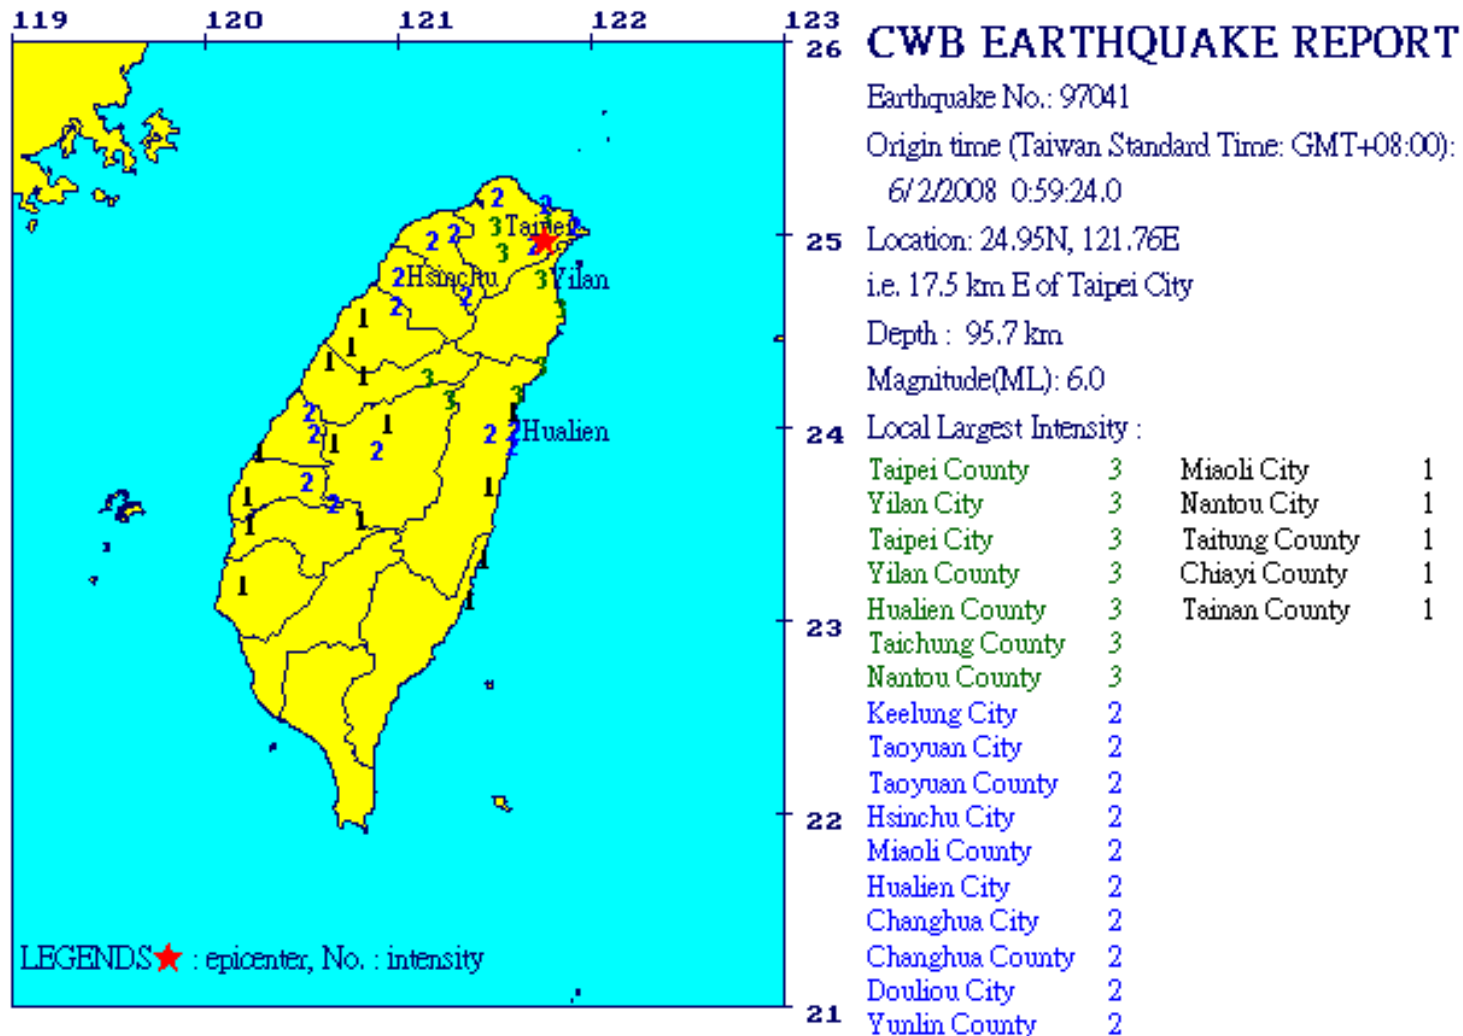 119 120 121 122 123
26
25
24
23
22
21
Taipei
Hsinchu
Yilan
Hualien
LEGENDS : epicenter, No. : intensity
CWB EARTHQUAKE REPORT
Earthquake No.: 97041
Origin time (Taiwan Standard Time: GMT+08:00):
6/2/2008 0:59:24.0
Location: 24.95N, 121.76E
i.e. 17.5 km E of Taipei City
Depth : 95.7 km
Magnitude(ML): 6.0
Local Largest Intensity :
Taipei County 3 Miaoli City 1
Yilan City 3 Nantou City 1
Taipei City 3 Taitung County 1
Yilan County 3 Chiayi County 1
Hualien County 3 Tainan County 1
Taichung County 3
Nantou County 3
Keelung City 2
Taoyuan City 2
Taoyuan County 2
Hsinchu City 2
Miaoli County 2
Hualien City 2
Changhua City 2
Changhua County 2
Douliou City 2
Yunlin County 2